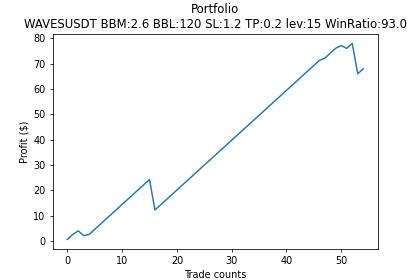 Portfolio
WAVESUSDT BBM:2.6 BBL:120 SL:1.2 TP:0.2 lev:15 WinRatio:93.0
80
70
60
50
40
30
20
10
0
Profit ($)
0 10 20 30 40 50
Trade counts